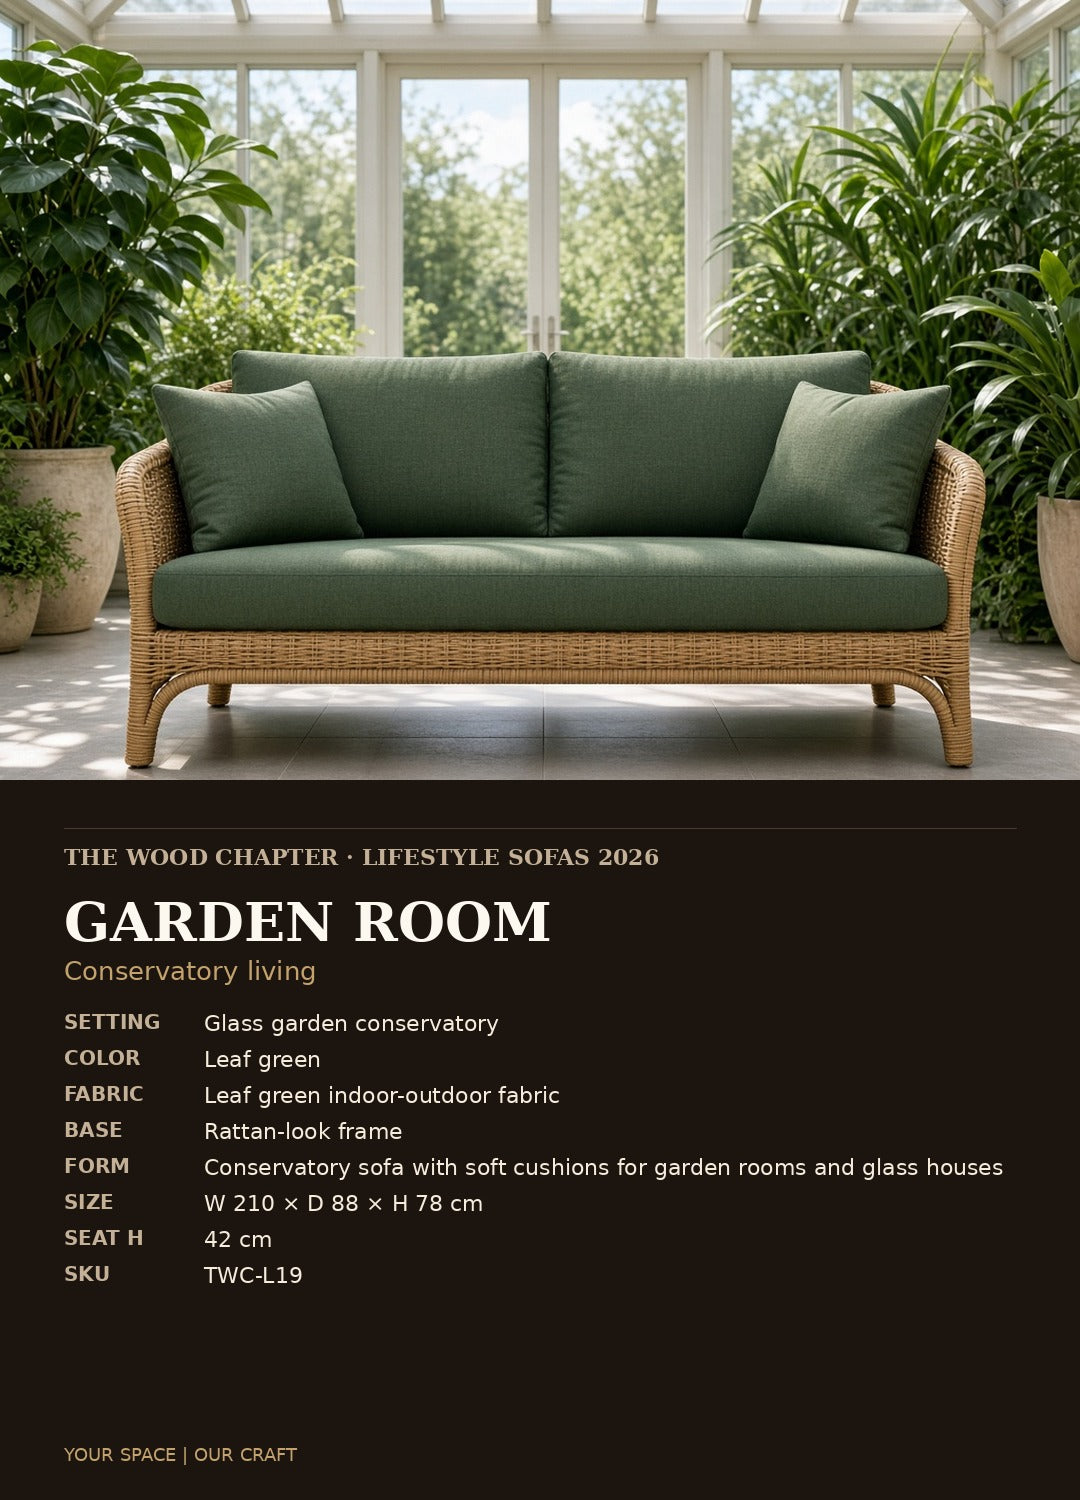 THE WOOD CHAPTER · LIFESTYLE SOFAS 2026
GARDEN ROOM
Conservatory living
SETTING Glass garden conservatory
COLOR Leaf green
FABRIC Leaf green indoor-outdoor fabric
BASE Rattan-look frame
FORM Conservatory sofa with soft cushions for garden rooms and glass houses
SIZE W 210 × D 88 × H 78 cm
SEAT H 42 cm
SKU TWC-L19
YOUR SPACE | OUR CRAFT